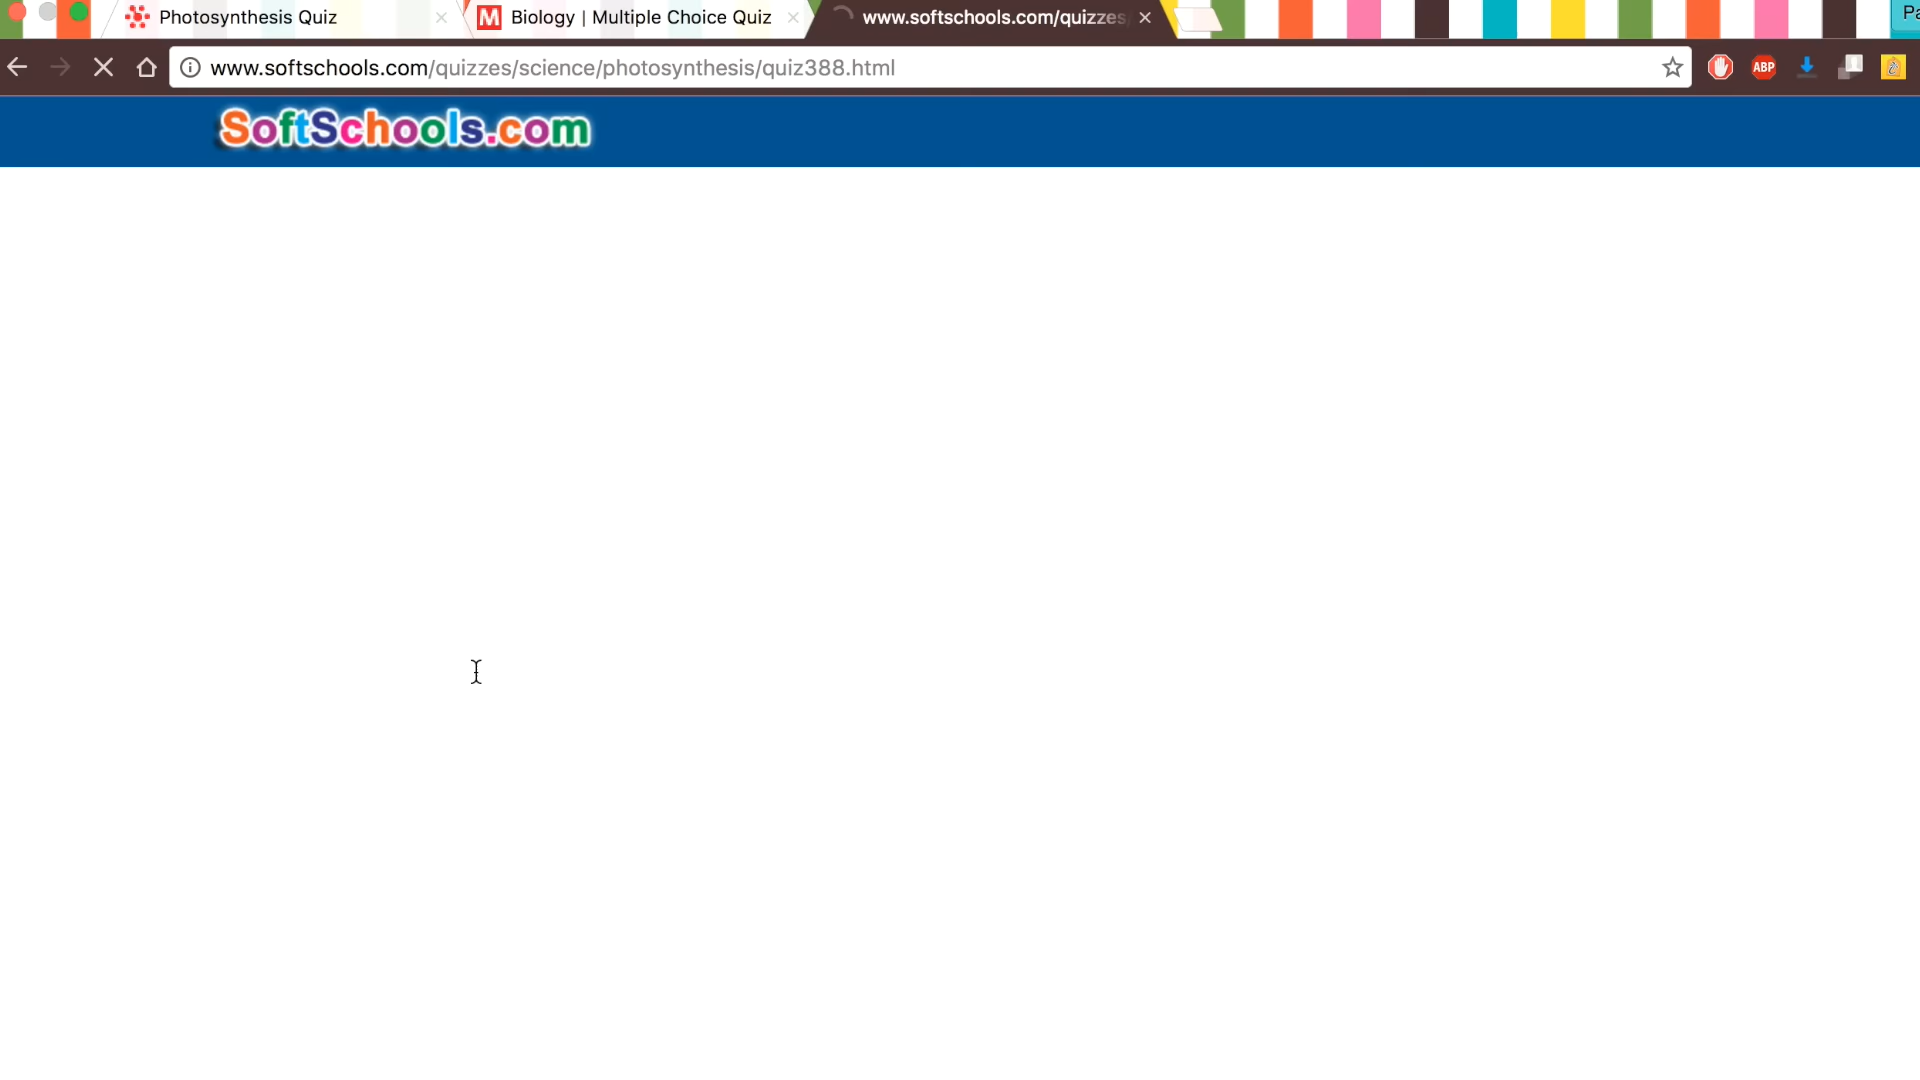 Photosynthesis Quiz
M Biology | Multiple Choice Quiz
www.softschools.com/quizzes
Pa
www.softschools.com/quizzes/science/photosynthesis/quiz388.html
ABP
SoftSchools.com